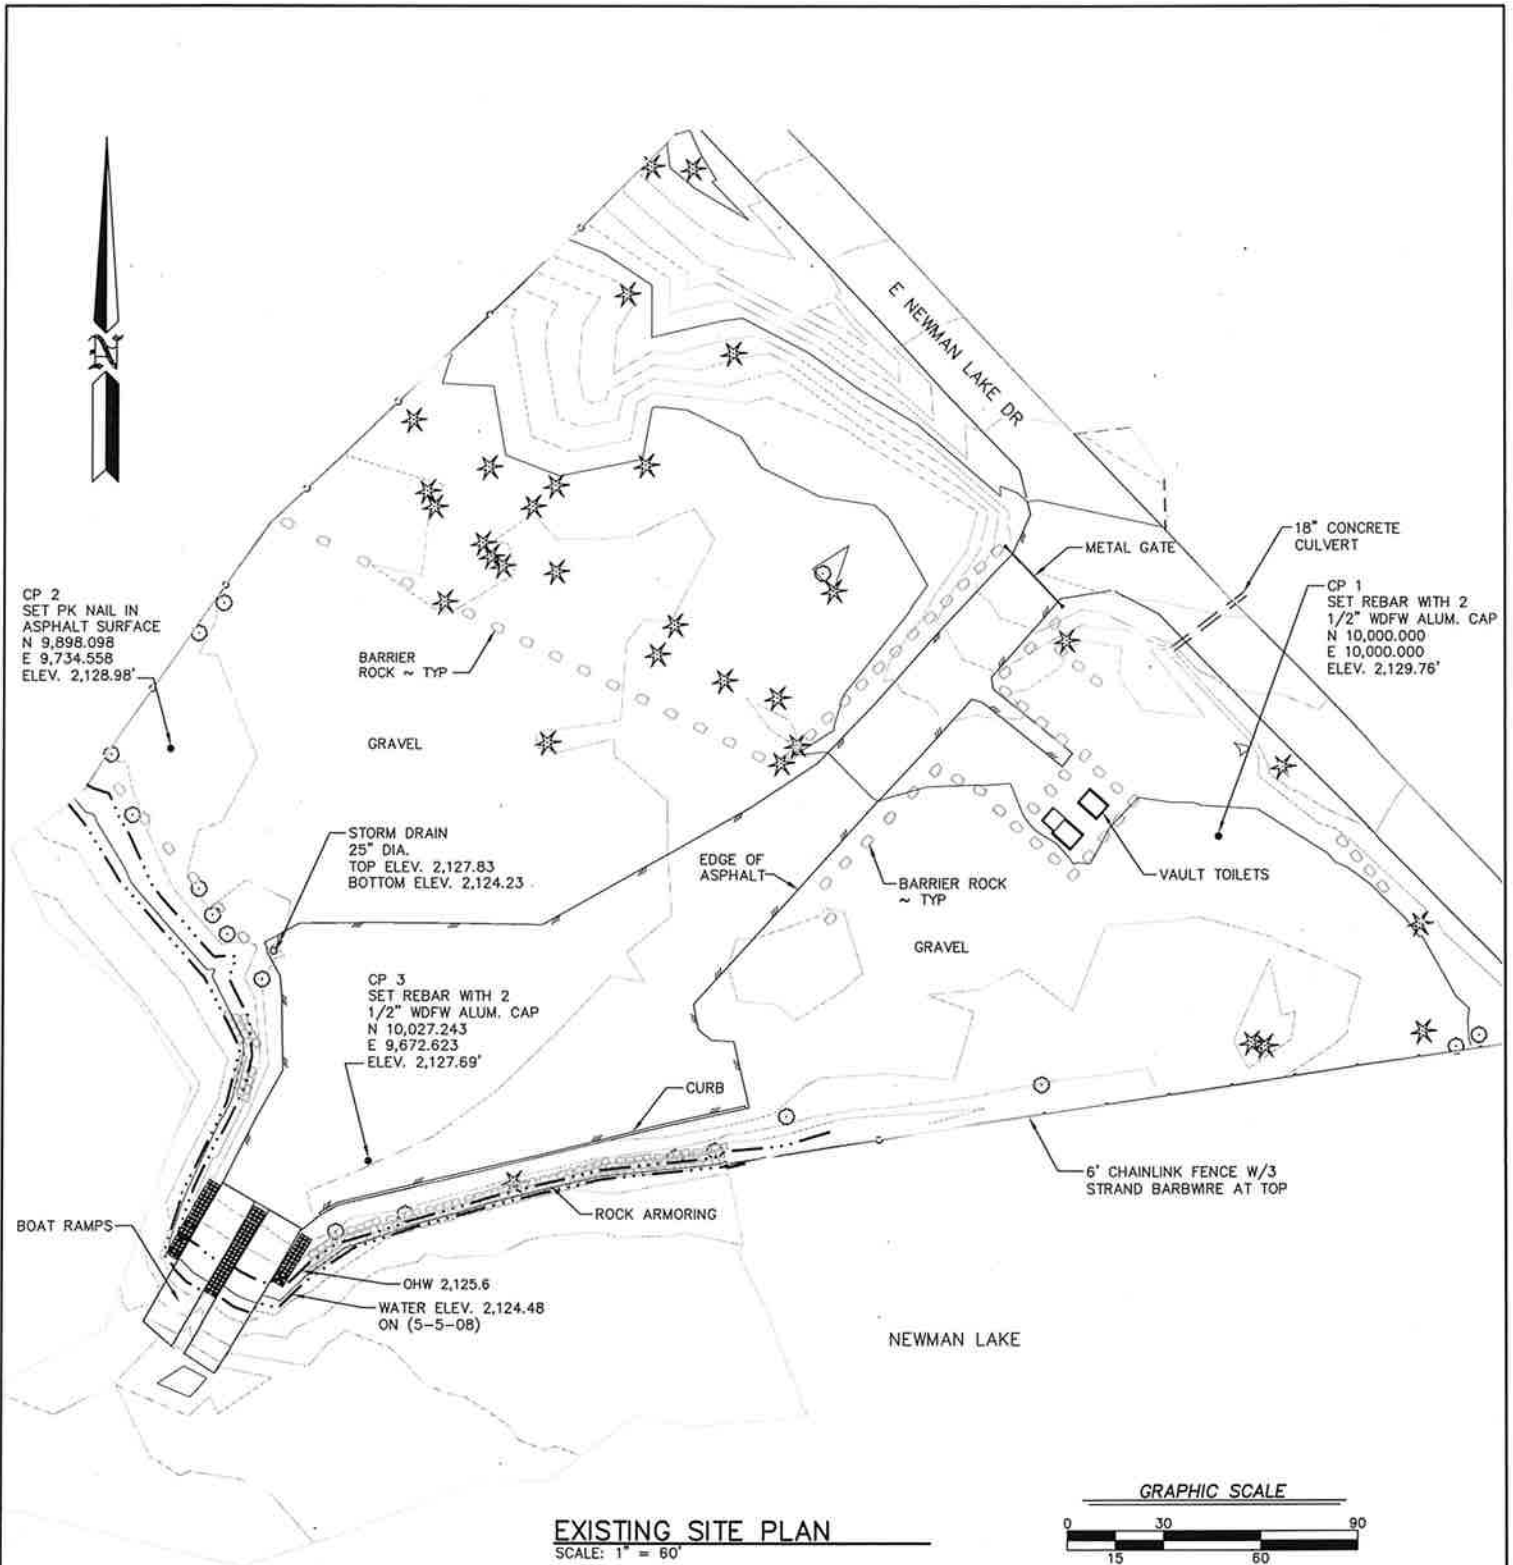 E NEWMAN LAKE DR
N
METAL GATE
18" CONCRETE
CULVERT
CP 1
SET REBAR WITH 2
1/2" WDFW ALUM. CAP
N 10,000.000
E 10,000.000
ELEV. 2,129.76'
CP 2
SET PK NAIL IN
ASPHALT SURFACE
N 9,898.098
E 9,734.558
ELEV. 2,128.98'
BARRIER
ROCK ~ TYP
GRAVEL
STORM DRAIN
25" DIA.
TOP ELEV. 2,127.83
BOTTOM ELEV. 2,124.23
EDGE OF
ASPHALT
BARRIER ROCK
~ TYP
VAULT TOILETS
GRAVEL
CP 3
SET REBAR WITH 2
1/2" WDFW ALUM. CAP
N 10,027.243
E 9,672.623
ELEV. 2,127.69'
CURB
6' CHAINLINK FENCE W/3
STRAND BARBWIRE AT TOP
BOAT RAMPS
ROCK ARMORING
OHW 2,125.6
WATER ELEV. 2,124.48
ON (5-5-08)
NEWMAN LAKE
EXISTING SITE PLAN
SCALE: 1" = 60'
GRAPHIC SCALE
0 30 90
15 60